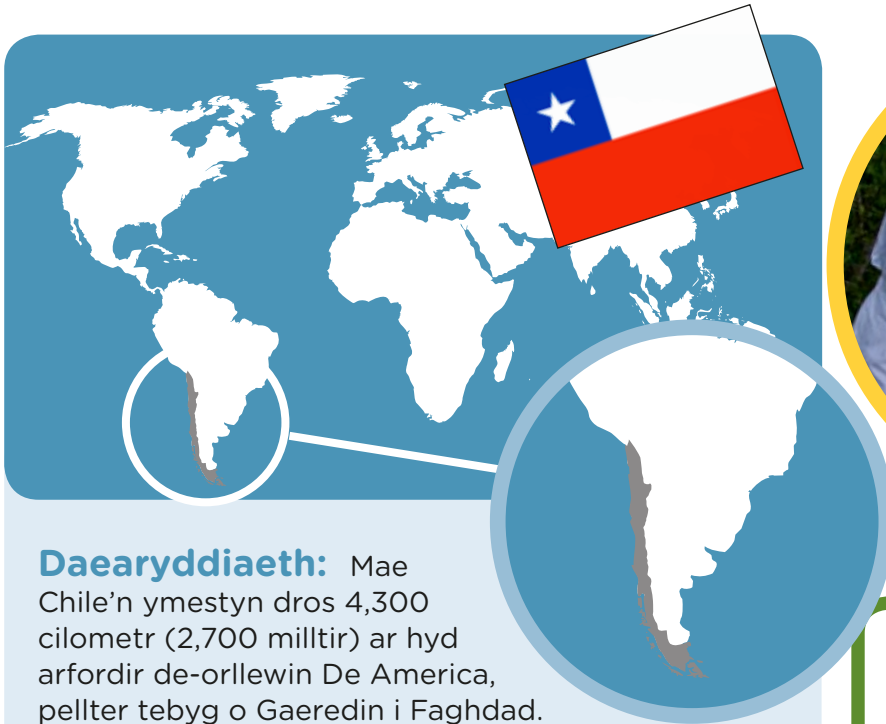 Daearyddiaeth: Mae
Chile’n ymestyn dros 4,300
cilometr (2,700 milltir) ar hyd
arfordir de-orllewin De America,
pellter tebyg o Gaeredin i Faghdad.